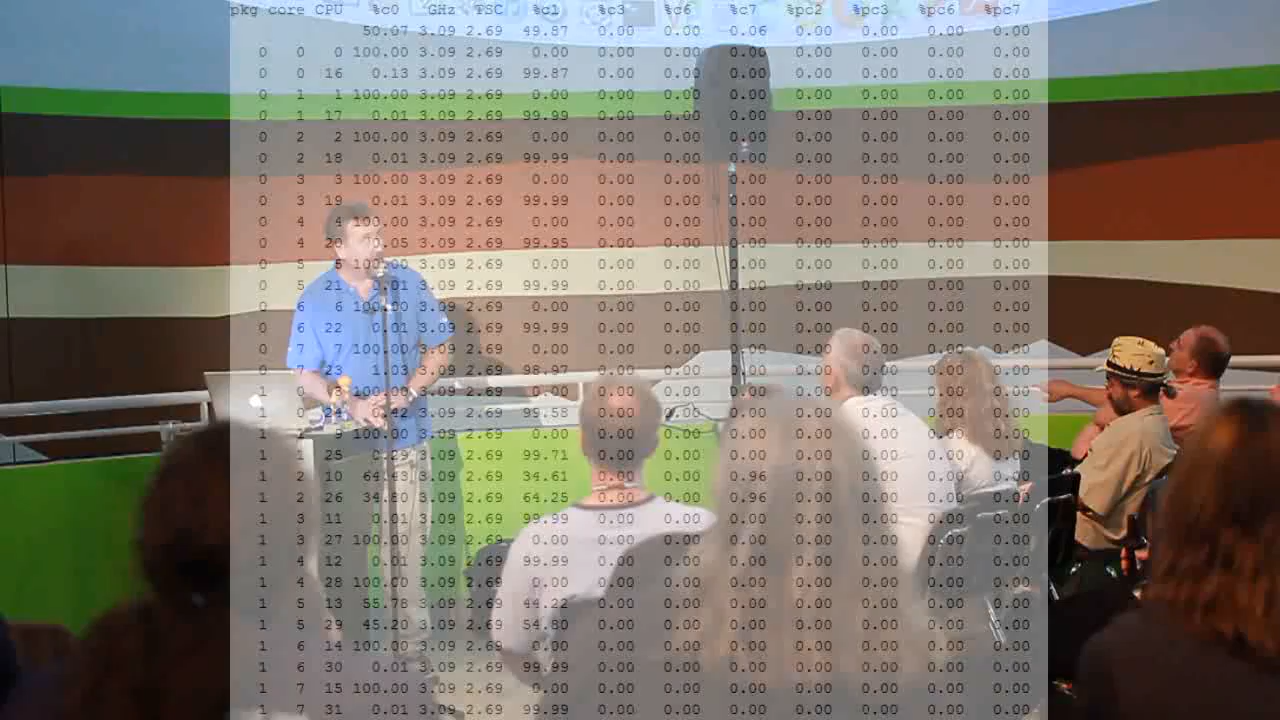 pkg core CPU %c0 GHz TSC %c1 %c3 %c6 %c7 %pc2 %pc3 %pc6 %pc7
50.07 3.09 2.69 49.87 0.00 0.00 0.06 0.00 0.00 0.00 0.00
0 0 0 100.00 3.09 2.69 0.00 0.00 0.00 0.00 0.00 0.00 0.00 0.00
0 0 16 0.13 3.09 2.69 99.87 0.00 0.00 0.00 0.00 0.00 0.00 0.00
0 1 1 100.00 3.09 2.69 0.00 0.00 0.00 0.00 0.00 0.00 0.00 0.00
0 1 17 0.01 3.09 2.69 99.99 0.00 0.00 0.00 0.00 0.00 0.00 0.00
0 2 2 100.00 3.09 2.69 0.00 0.00 0.00 0.00 0.00 0.00 0.00 0.00
0 2 18 0.01 3.09 2.69 99.99 0.00 0.00 0.00 0.00 0.00 0.00 0.00
0 3 3 100.00 3.09 2.69 0.00 0.00 0.00 0.00 0.00 0.00 0.00 0.00
0 3 19 0.01 3.09 2.69 99.99 0.00 0.00 0.00 0.00 0.00 0.00 0.00
0 4 4 100.00 3.09 2.69 0.00 0.00 0.00 0.00 0.00 0.00 0.00 0.00
0 4 20 0.05 3.09 2.69 99.95 0.00 0.00 0.00 0.00 0.00 0.00 0.00
0 5 5 100.00 3.09 2.69 0.00 0.00 0.00 0.00 0.00 0.00 0.00 0.00
0 5 21 0.01 3.09 2.69 99.99 0.00 0.00 0.00 0.00 0.00 0.00 0.00
0 6 6 100.00 3.09 2.69 0.00 0.00 0.00 0.00 0.00 0.00 0.00 0.00
0 6 22 0.01 3.09 2.69 99.99 0.00 0.00 0.00 0.00 0.00 0.00 0.00
0 7 7 100.00 3.09 2.69 0.00 0.00 0.00 0.00 0.00 0.00 0.00 0.00
0 7 23 1.03 3.09 2.69 98.97 0.00 0.00 0.00 0.00 0.00 0.00 0.00
1 0 100.00 3.09 2.69 0.00 0.00 0.00 0.00 0.00 0.00 0.00 0.00
1 0 24 0.42 3.09 2.69 99.58 0.00 0.00 0.00 0.00 0.00 0.00 0.00
1 1 9 100.00 3.09 2.69 0.00 0.00 0.00 0.00 0.00 0.00 0.00 0.00
1 1 25 0.29 3.09 2.69 99.71 0.00 0.00 0.00 0.00 0.00 0.00 0.00
1 2 10 64.43 3.09 2.69 34.61 0.00 0.00 0.96 0.00 0.00 0.00 0.00
1 2 26 34.80 3.09 2.69 64.25 0.00 0.00 0.96 0.00 0.00 0.00 0.00
1 3 11 0.01 3.09 2.69 99.99 0.00 0.00 0.00 0.00 0.00 0.00 0.00
1 3 27 100.00 3.09 2.69 0.00 0.00 0.00 0.00 0.00 0.00 0.00 0.00
1 4 12 0.01 3.09 2.69 99.99 0.00 0.00 0.00 0.00 0.00 0.00 0.00
1 4 28 100.00 3.09 2.69 0.00 0.00 0.00 0.00 0.00 0.00 0.00 0.00
1 5 13 55.78 3.09 2.69 44.22 0.00 0.00 0.00 0.00 0.00 0.00 0.00
1 5 29 45.20 3.09 2.69 54.80 0.00 0.00 0.00 0.00 0.00 0.00 0.00
1 6 14 100.00 3.09 2.69 0.00 0.00 0.00 0.00 0.00 0.00 0.00 0.00
1 6 30 0.01 3.09 2.69 99.99 0.00 0.00 0.00 0.00 0.00 0.00 0.00
1 7 15 100.00 3.09 2.69 0.00 0.00 0.00 0.00 0.00 0.00 0.00 0.00
1 7 31 0.01 3.09 2.69 99.99 0.00 0.00 0.00 0.00 0.00 0.00 0.00